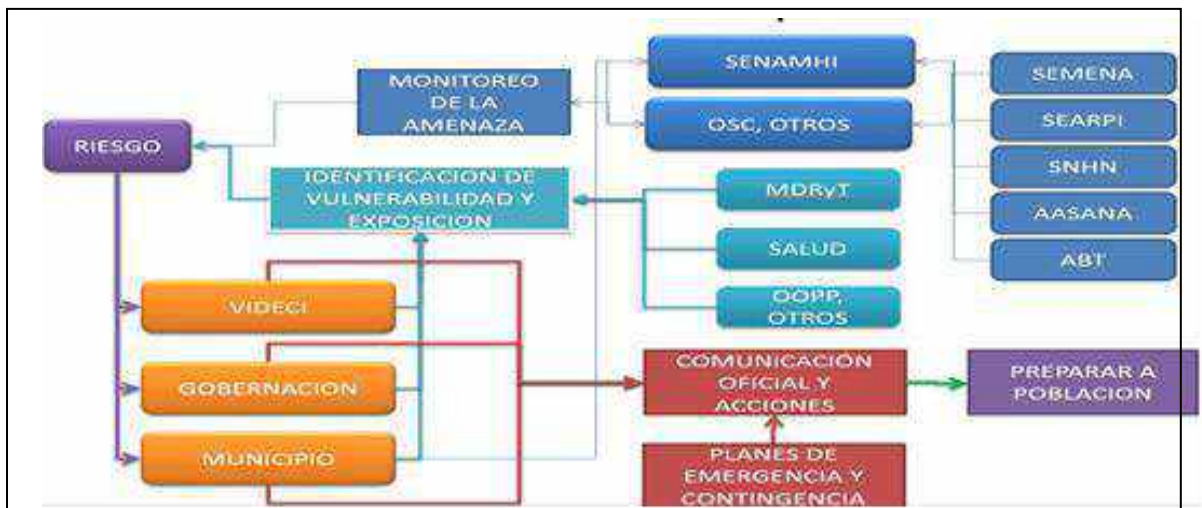 SENAMHI
SEMENA
MONITOREO
DE LA
AMENAZA
OSC, OTROS
SEARPI
RIESGO
IDENTIFICACION DE
VULNERABILIDAD Y
EXPOSICION
MDRyT
SNHN
SALUD
AASANA
ABT
VIDECI
OOPP,
OTROS
GOBERNACION
COMUNICACIÓN
OFICIAL Y
ACCIONES
PREPARAR A
POBLACION
MUNICIPIO
PLANES DE
EMERGENCIA Y
CONTINGENCIA